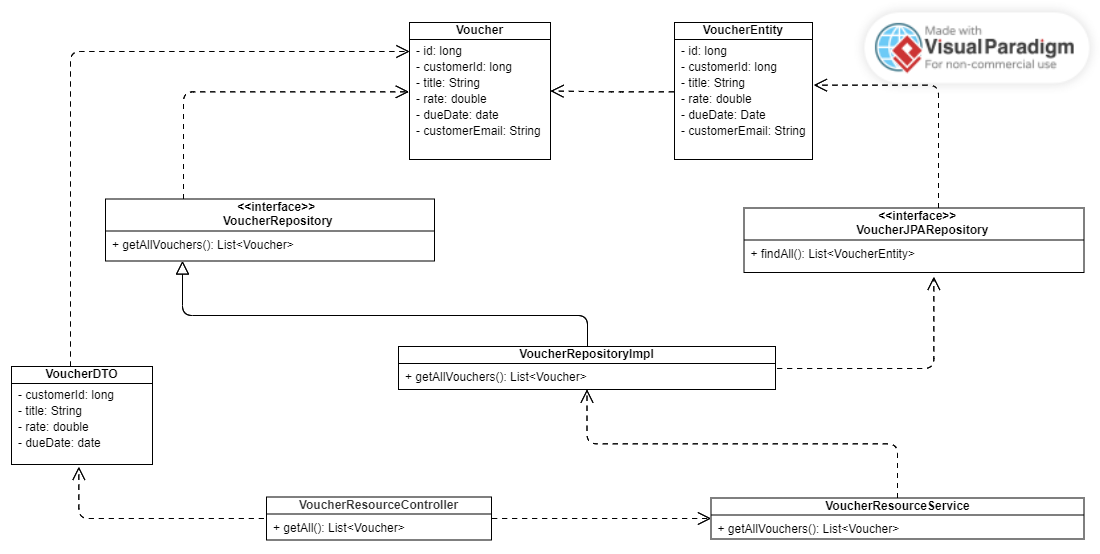 Voucher
- id: long
- customerId: long
- title: String
- rate: double
- dueDate: date
- customerEmail: String
VoucherEntity
- id: long
- customerId: long
- title: String
- rate: double
- dueDate: Date
- customerEmail: String
Made with
Visual Paradigm
For non-commercial use
<<interface>>
VoucherRepository
+ getAllVouchers(): List<Voucher>
<<interface>>
VoucherJPARepository
+ findAll(): List<VoucherEntity>
VoucherRepositoryImpl
+ getAllVouchers(): List<Voucher>
VoucherDTO
- customerId: long
- title: String
- rate: double
- dueDate: date
VoucherResourceController
+ getAll(): List<Voucher>
VoucherResourceService
+ getAllVouchers(): List<Voucher>